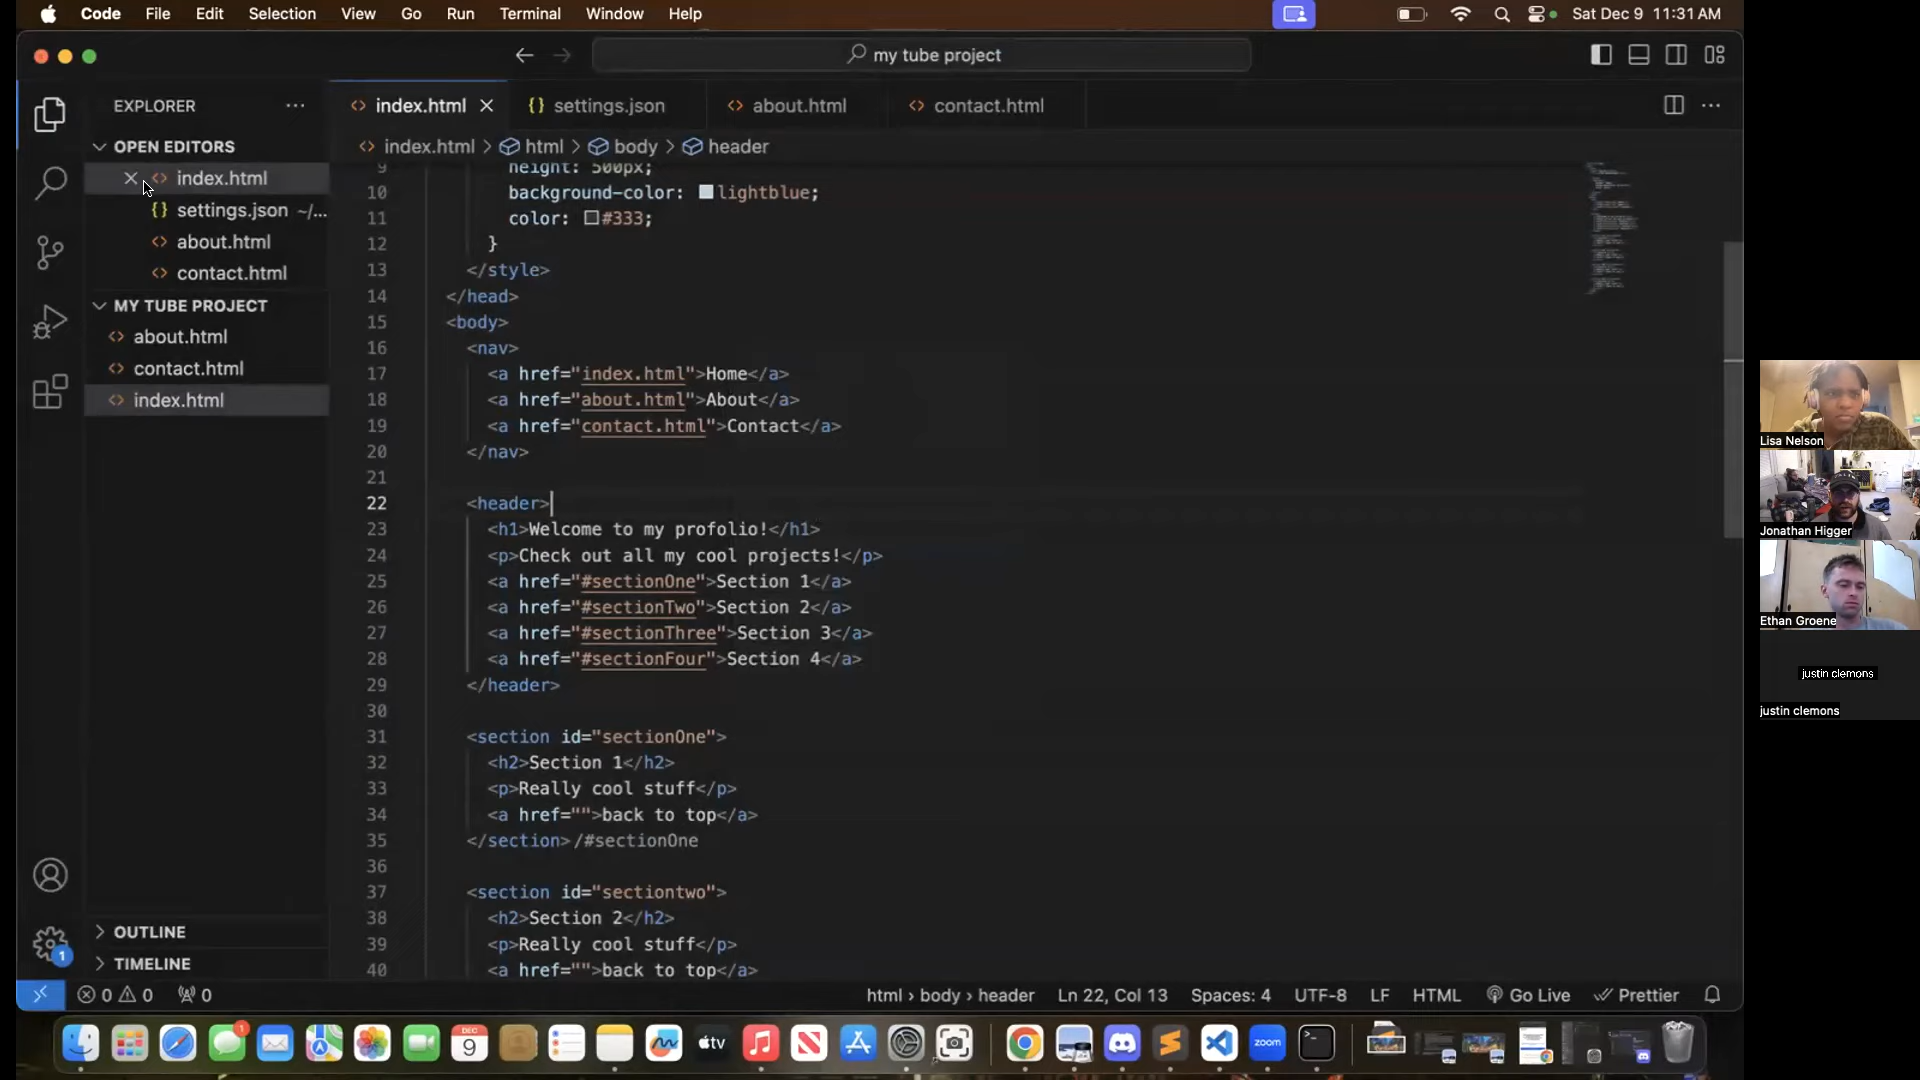 Code File Edit Selection View Go Run Terminal Window Help Sat Dec 9 11:31 AM
my tube project
EXPLORER
index.html settings.json about.html contact.html
OPEN EDITORS
index.html
settings.json ~/...
about.html
contact.html
MY TUBE PROJECT
about.html
contact.html
index.html
OUTLINE
TIMELINE
index.html > html > body > header
9 height: 500px;
10 background-color: lightblue;
11 color: #333;
12 }
13 </style>
14 </head>
15 <body>
16 <nav>
17 <a href="index.html">Home</a>
18 <a href="about.html">About</a>
19 <a href="contact.html">Contact</a>
20 </nav>
21
22 <header>
23 <h1>Welcome to my profolio!</h1>
24 <p>Check out all my cool projects!</p>
25 <a href="#sectionOne">Section 1</a>
26 <a href="#sectionTwo">Section 2</a>
27 <a href="#sectionThree">Section 3</a>
28 <a href="#sectionFour">Section 4</a>
29 </header>
30
31 <section id="sectionOne">
32 <h2>Section 1</h2>
33 <p>Really cool stuff</p>
34 <a href="">back to top</a>
35 </section>/#sectionOne
36
37 <section id="sectiontwo">
38 <h2>Section 2</h2>
39 <p>Really cool stuff</p>
40 <a href="">back to top</a>
1
0 0 0 html > body > header Ln 22, Col 13 Spaces: 4 UTF-8 LF HTML Go Live Prettier
1 DEC 9 tv zoom
Lisa Nelson
Jonathan Higger
Ethan Groene
justin clemons
justin clemons